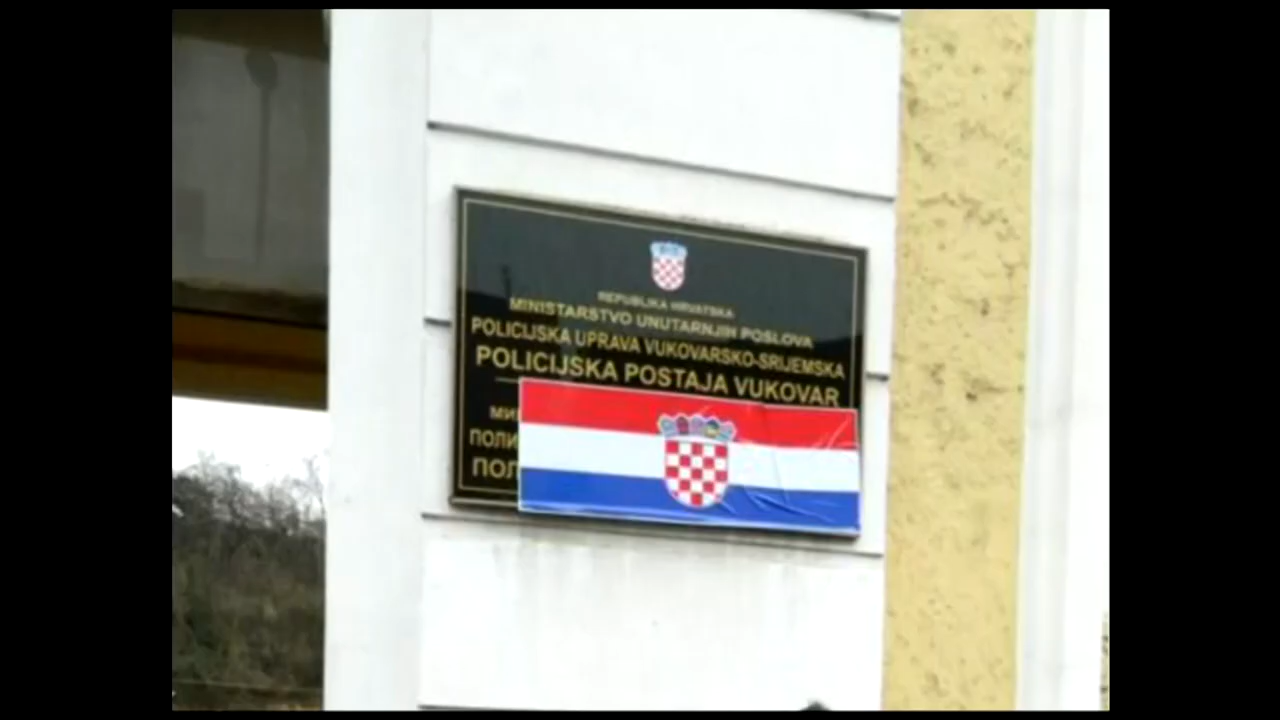 REPUBLIKA HRVATSKA
MINISTARSTVO UNUTARNJIH POSLOVA
POLICIJSKA UPRAVA VUKOVARSKO-SRIJEMSKA
POLICIJSKA POSTAJA VUKOVAR